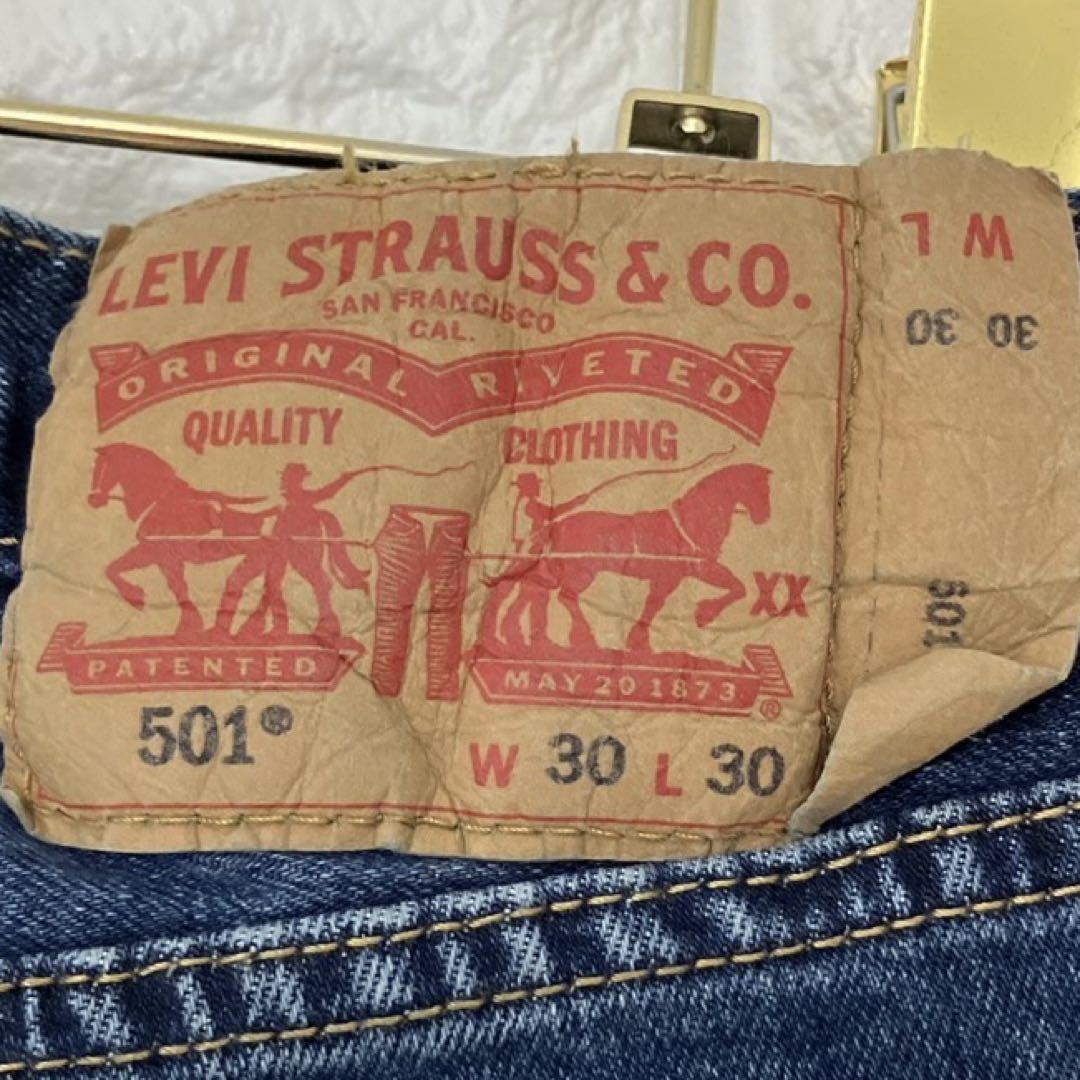 LEVI STRAUSS & CO.
SAN FRANCISCO
CAL.
ORIGINAL RIVETED
QUALITY CLOTHING
XX
PATENTED MAY 20 1873 ®
501® W 30 L 30
W L
30 30
501